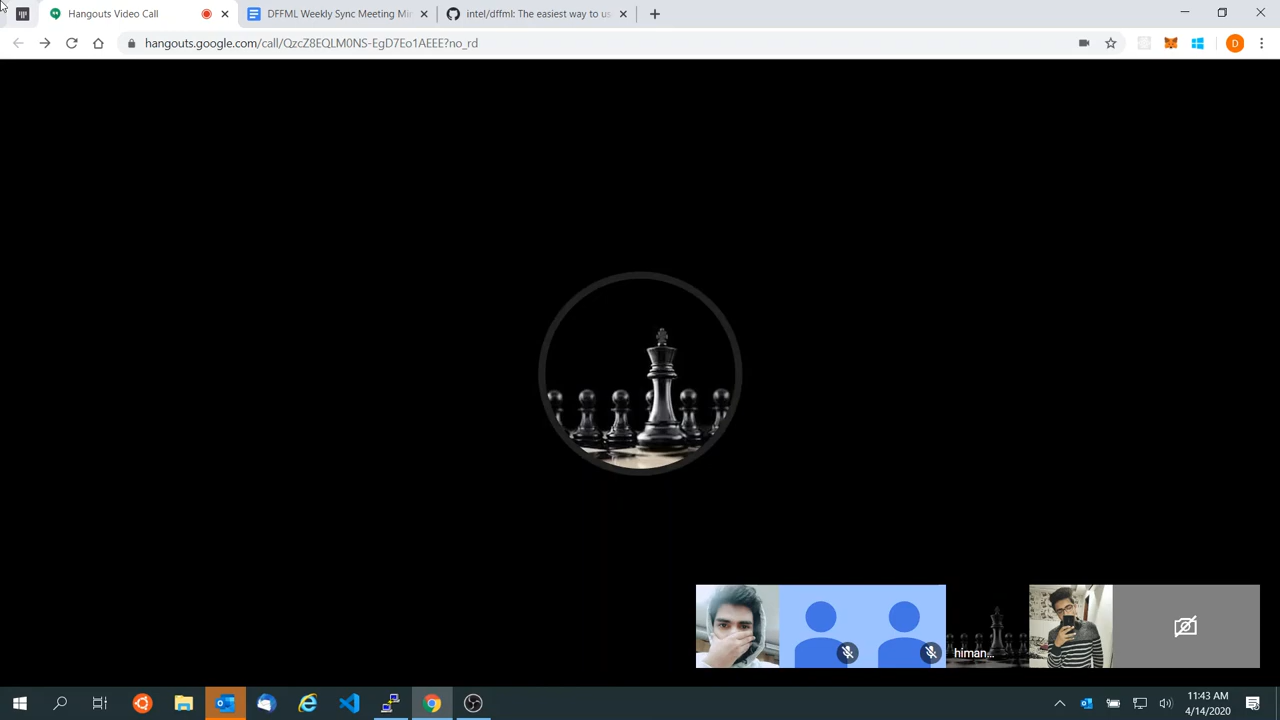 Hangouts Video Call
DFFML Weekly Sync Meeting Mi
intel/dffml: The easiest way to u
hangouts.google.com/call/QzcZ8EQLM0NS-EgD7Eo1AEEE?no_rd
D
himan...
11:43 AM
4/14/2020